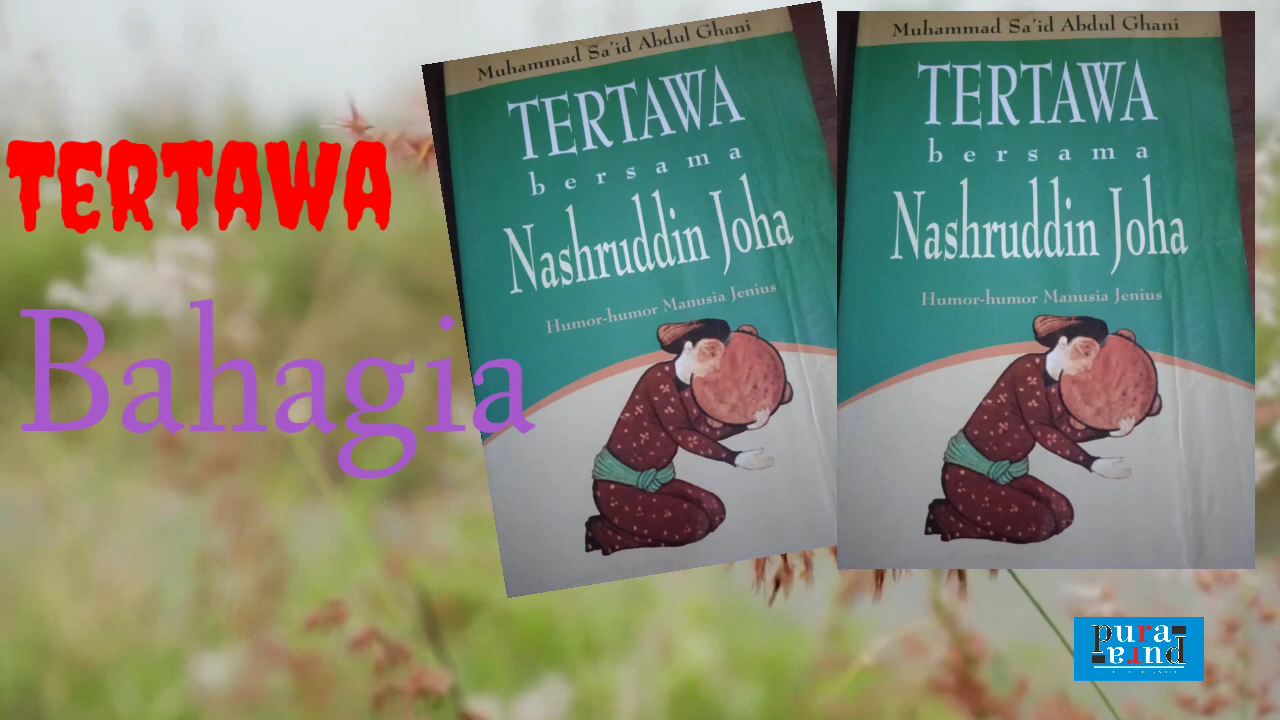 TERTAWA
Bahagia
Muhammad Sa'id Abdul Ghani
TERTAWA
bersama
Nashruddin Joha
Humor-humor Manusia Jenius
Muhammad Sa'id Abdul Ghani
TERTAWA
bersama
Nashruddin Joha
Humor-humor Manusia Jenius
pura
pura